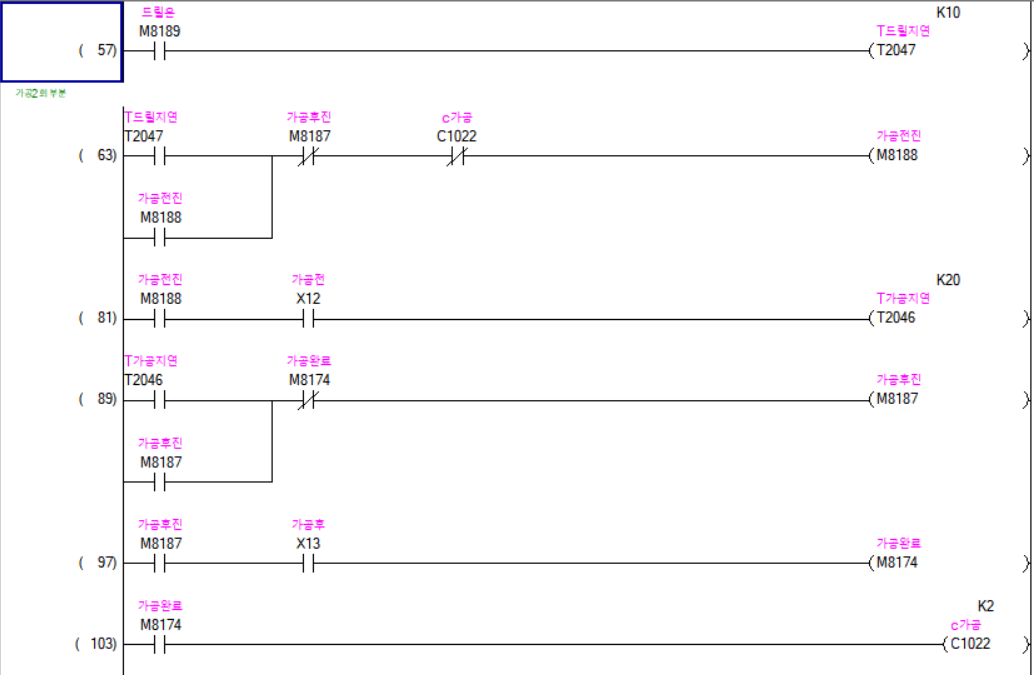 드릴온 K10
M8189 T드릴지연
( 57) (T2047 )
가공2회부분
T드릴지연 가공후진 c가공
T2047 M8187 C1022 가공전진
( 63) (M8188 )
가공전진
M8188
가공전진 가공전 K20
M8188 X12 T가공지연
( 81) (T2046 )
T가공지연 가공완료
T2046 M8174 가공후진
( 89) (M8187 )
가공후진
M8187
가공후진 가공후
M8187 X13 가공완료
( 97) (M8174 )
가공완료 K2
M8174 c가공
( 103) (C1022 )